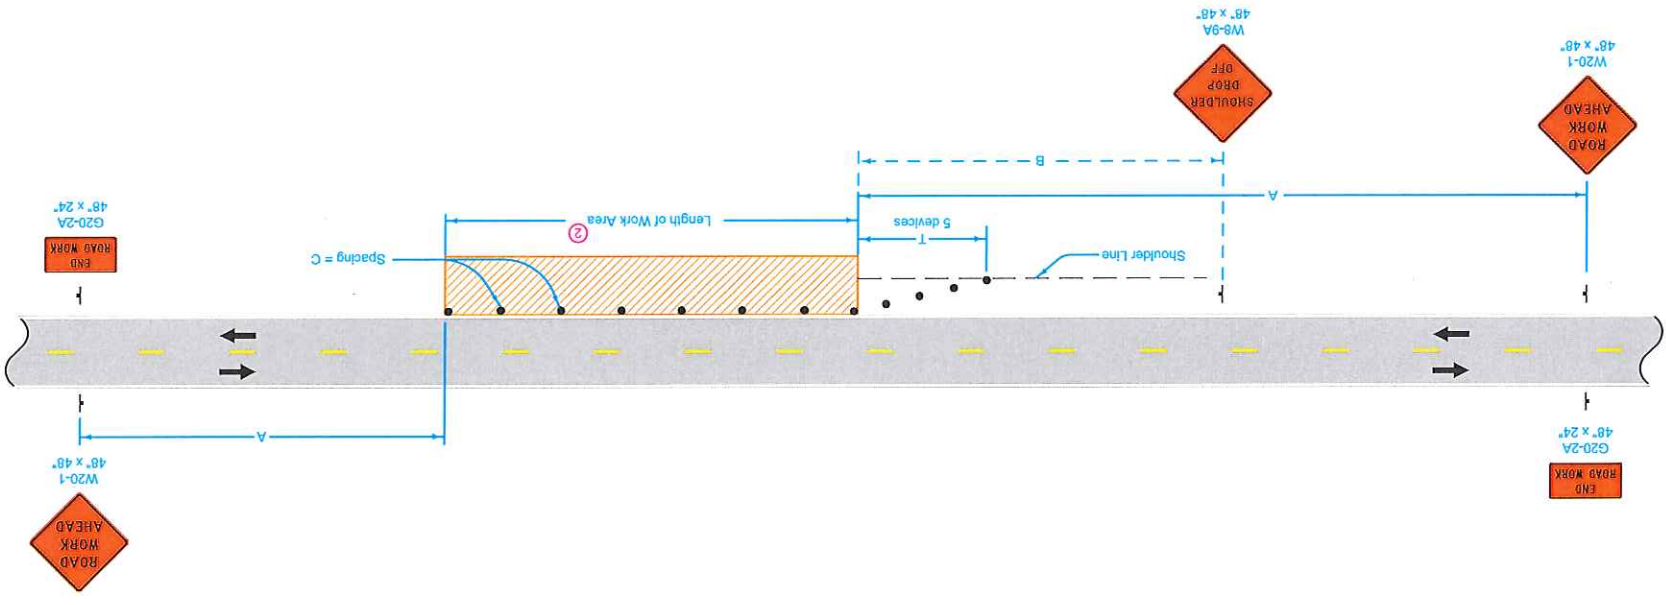 ROAD
WORK
AHEAD
W20-1
48" x 48"
END
ROAD WORK
G20-2A
48" x 24"
A
Spacing = C
Shoulder Line
END
ROAD WORK
G20-2A
48" x 24"
②
Length of Work Area
T
5 devices
A
B
ROAD
WORK
AHEAD
W20-1
48" x 48"
SHOULDER
DROP
OFF
W8-9A
48" x 48"